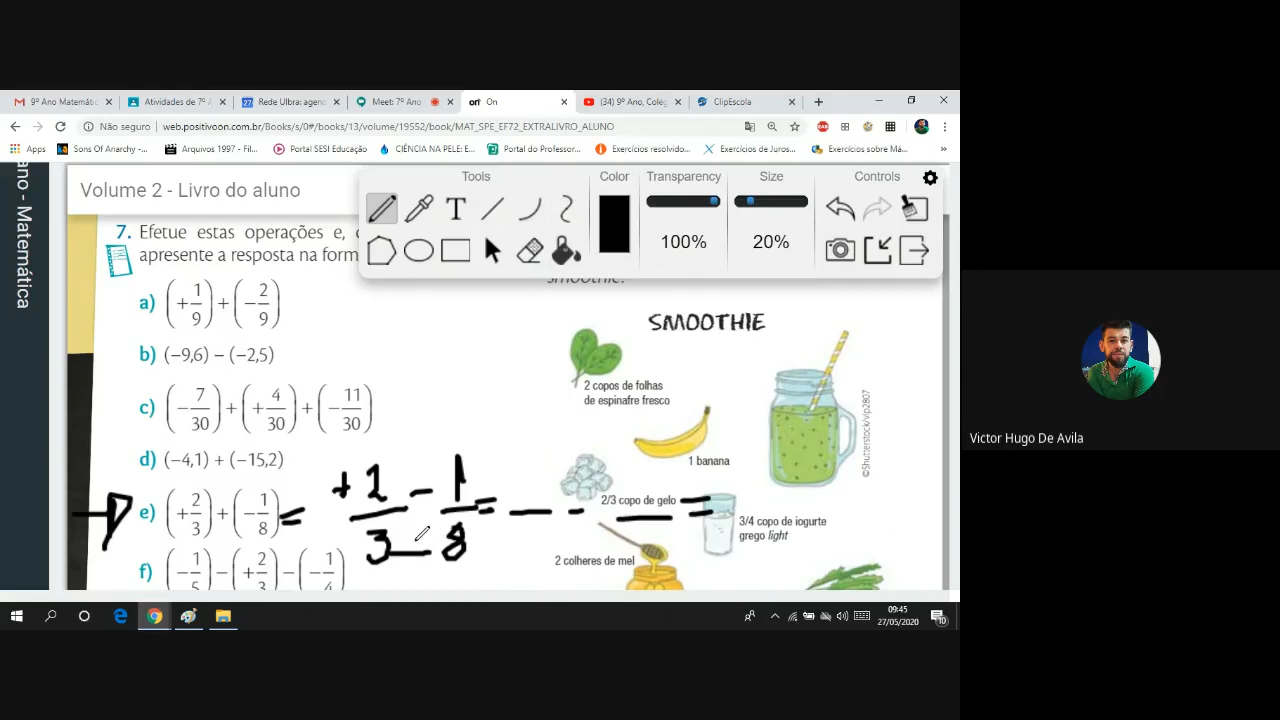 9º Ano Matemátic
Atividades de 7º A
Rede Ulbra: agen
Meet: 7º Ano
On
(34) 9º Ano, Colég
ClipEscola
Não seguro
web.positivoon.com.br/Books/s/0#/books/13/volume/19552/book/MAT_SPE_EF72_EXTRALIVRO_ALUNO
Apps
Sons Of Anarchy -...
Arquivos 1997 - Fil...
Portal SESI Educação
CIÊNCIA NA PELE: E...
Portal do Professor...
Exercícios resolvido...
Exercícios de Juros...
Exercícios sobre Ma...
ano - Matemática
Volume 2 - Livro do aluno
Tools
Color
Transparency
Size
Controls
100%
20%
7. Efetue estas operações e,
apresente a resposta na form
smoothie.
a) (+1/9) + (−2/9)
b) (−9,6) − (−2,5)
c) (−7/30) + (+4/30) + (−11/30)
d) (−4,1) + (−15,2)
e) (+2/3) + (−1/8) = +2/3 − 1/8 = __ - __ =
f) (−1/5) − (+2/3) − (−1/4)
SMOOTHIE
2 copos de folhas
de espinafre fresco
1 banana
2/3 copo de gelo
3/4 copo de iogurte
grego light
2 colheres de mel
©Shutterstock/vip2807
Victor Hugo De Avila
09:45
27/05/2020
10